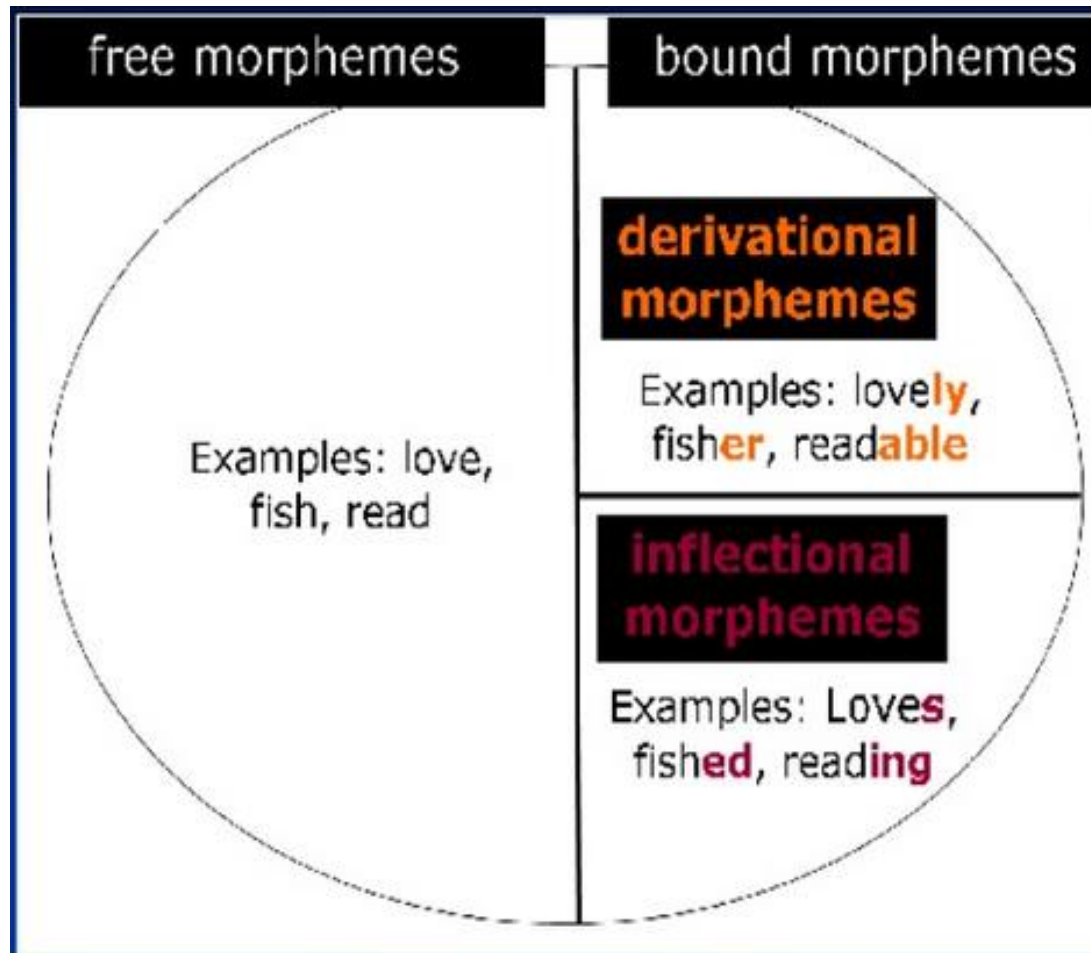 free morphemes
bound morphemes
derivational
morphemes
Examples: lovely,
fisher, readable
Examples: love,
fish, read
inflectional
morphemes
Examples: Loves,
fished, reading